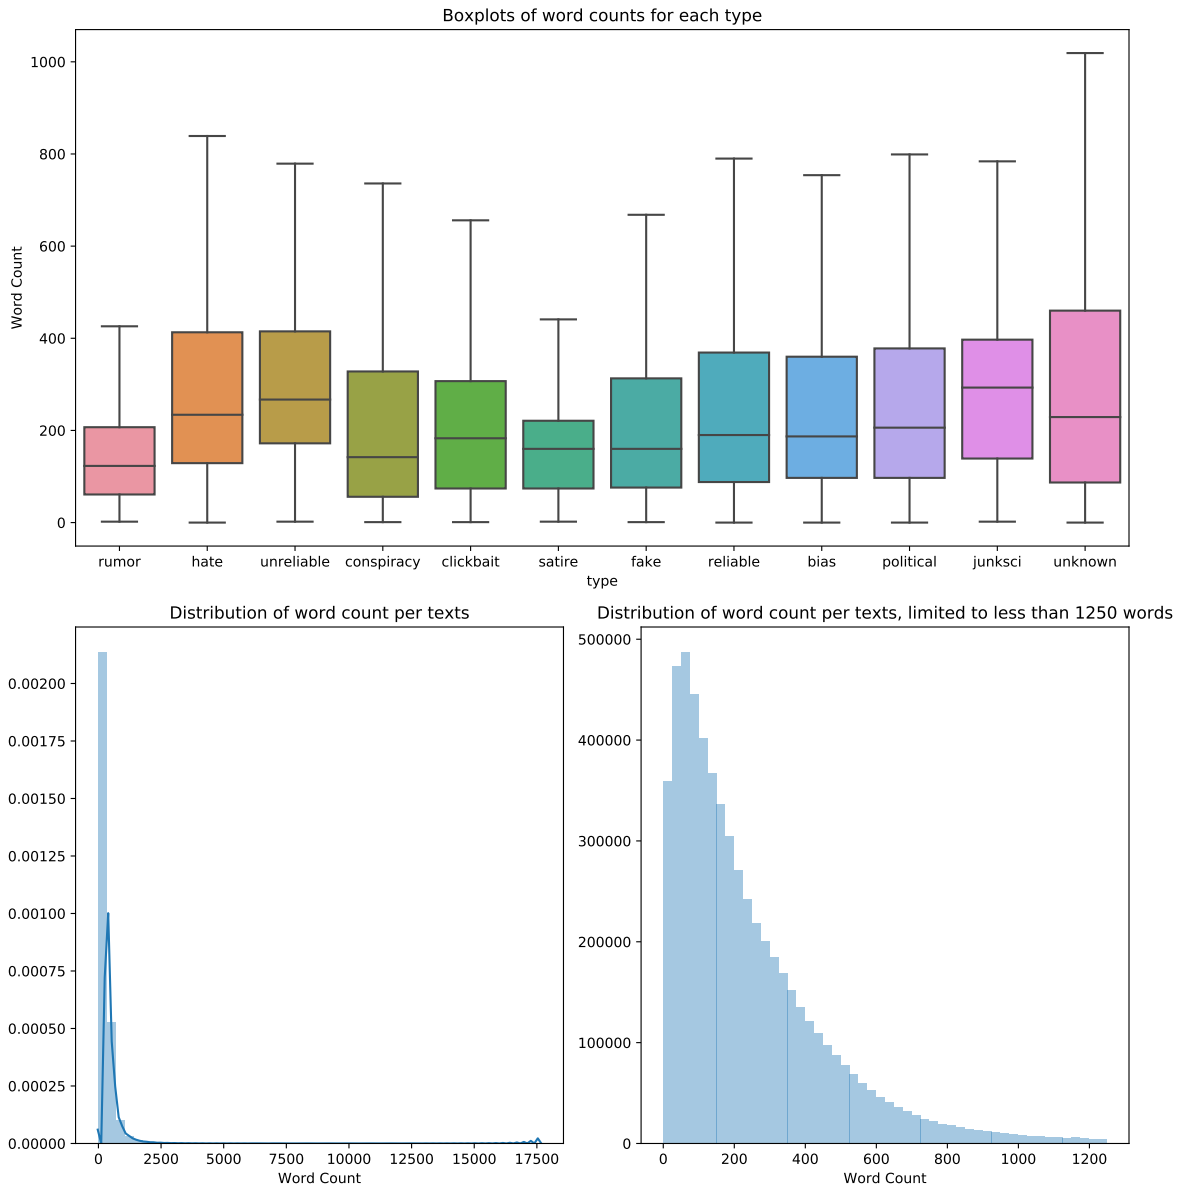 Boxplots of word counts for each type
Word Count
1000
800
600
400
200
0
rumor hate unreliable conspiracy clickbait satire fake reliable bias political junksci unknown
type
Distribution of word count per texts
0.00200
0.00175
0.00150
0.00125
0.00100
0.00075
0.00050
0.00025
0.00000
0 2500 5000 7500 10000 12500 15000 17500
Word Count
Distribution of word count per texts, limited to less than 1250 words
500000
400000
300000
200000
100000
0
0 200 400 600 800 1000 1200
Word Count